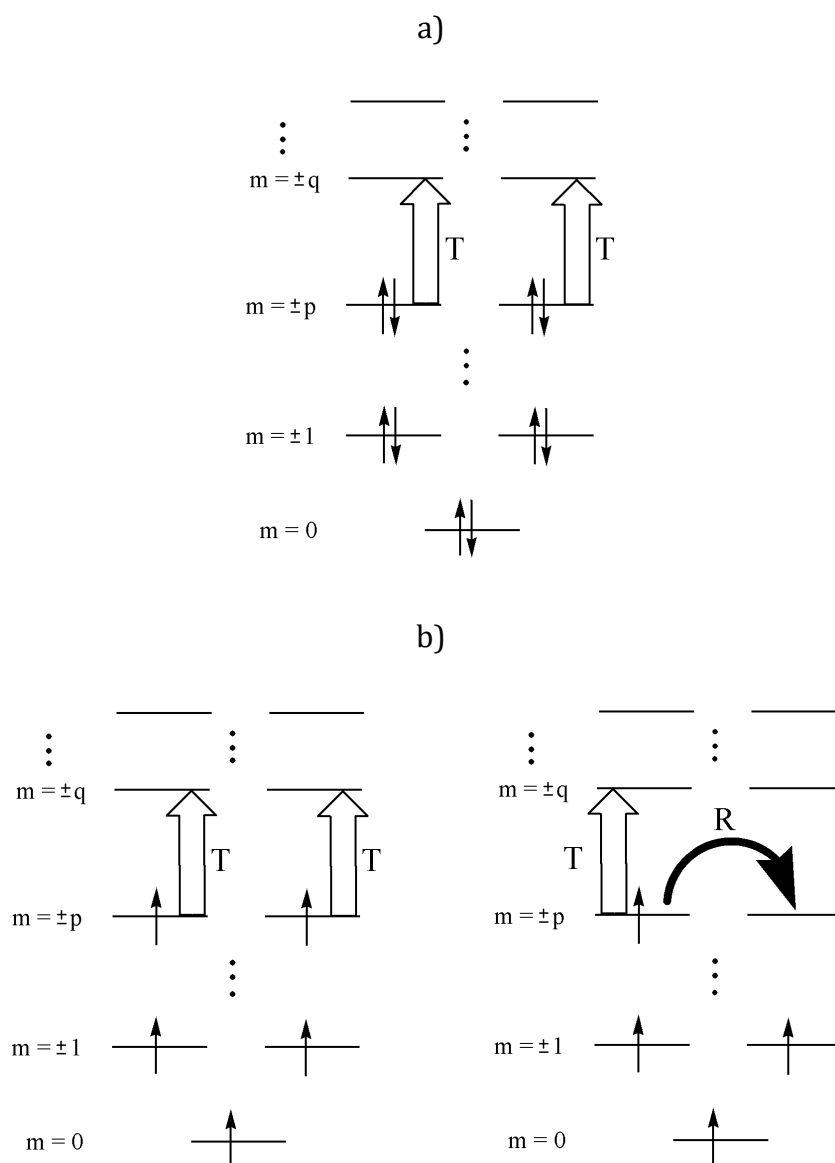 a)
m = ±q
T T
m = ±p
m = ±1
m = 0
b)
m = ±q m = ±q
T T T R
m = ±p m = ±p
m = ±1 m = ±1
m = 0 m = 0